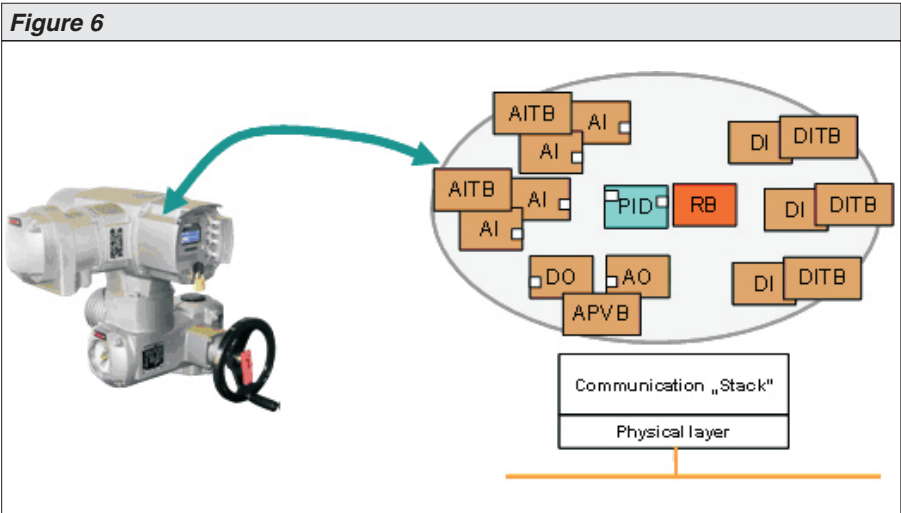 Figure 6
AITB
AI
AI
DI
DITB
AITB
AI
AI
PID
RB
DI
DITB
DO
AO
APVB
DI
DITB
Communication „Stack"
Physical layer